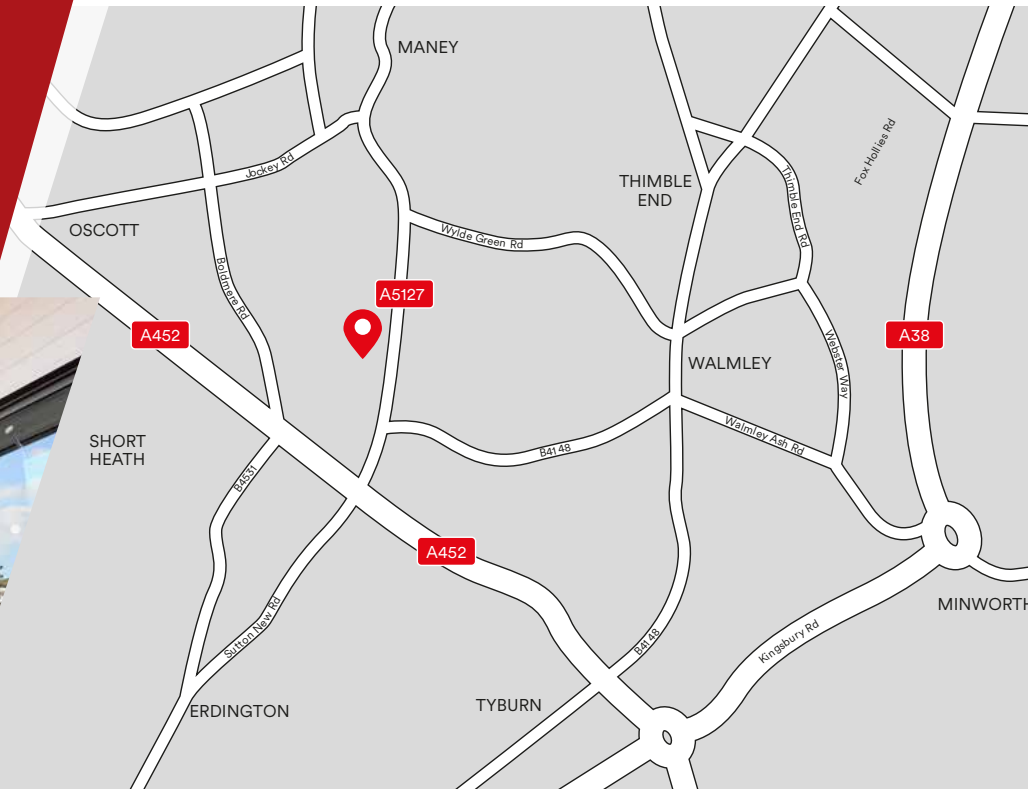 MANEY
Jockey Rd
Fox Hollies Rd
THIMBLE
END
Thimble End Rd
OSCOTT
Wylde Green Rd
Boldmere Rd
A5127
A452
A38
WALMLEY
Webster Way
SHORT
HEATH
Walmley Ash Rd
B4148
B4531
A452
MINWORTH
Sutton New Rd
B4148
Kingsbury Rd
ERDINGTON
TYBURN